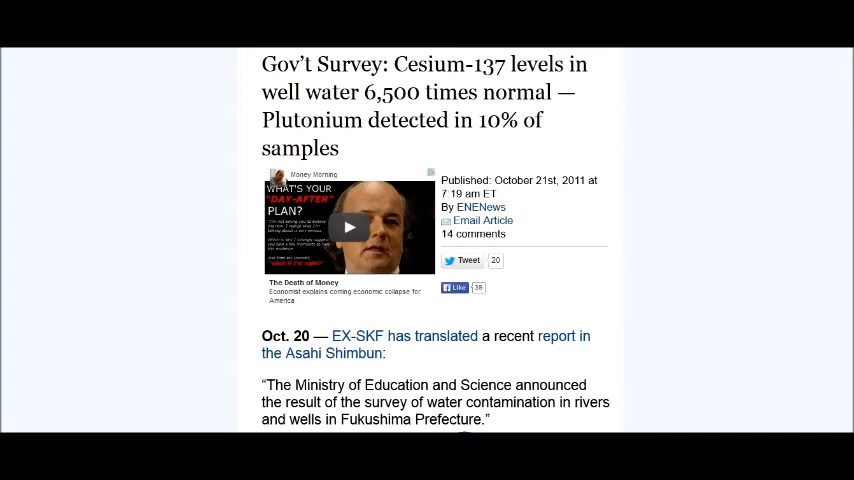 Gov't Survey: Cesium-137 levels in
well water 6,500 times normal —
Plutonium detected in 10% of
samples
Money Morning
WHAT'S YOUR
"DAY-AFTER"
PLAN?
The Death of Money
Economist explains coming economic collapse for
America
Published: October 21st, 2011 at
7:19 am ET
By ENENews
Email Article
14 comments
Tweet 20
Like 39
Oct. 20 — EX-SKF has translated a recent report in
the Asahi Shimbun:
“The Ministry of Education and Science announced
the result of the survey of water contamination in rivers
and wells in Fukushima Prefecture.”